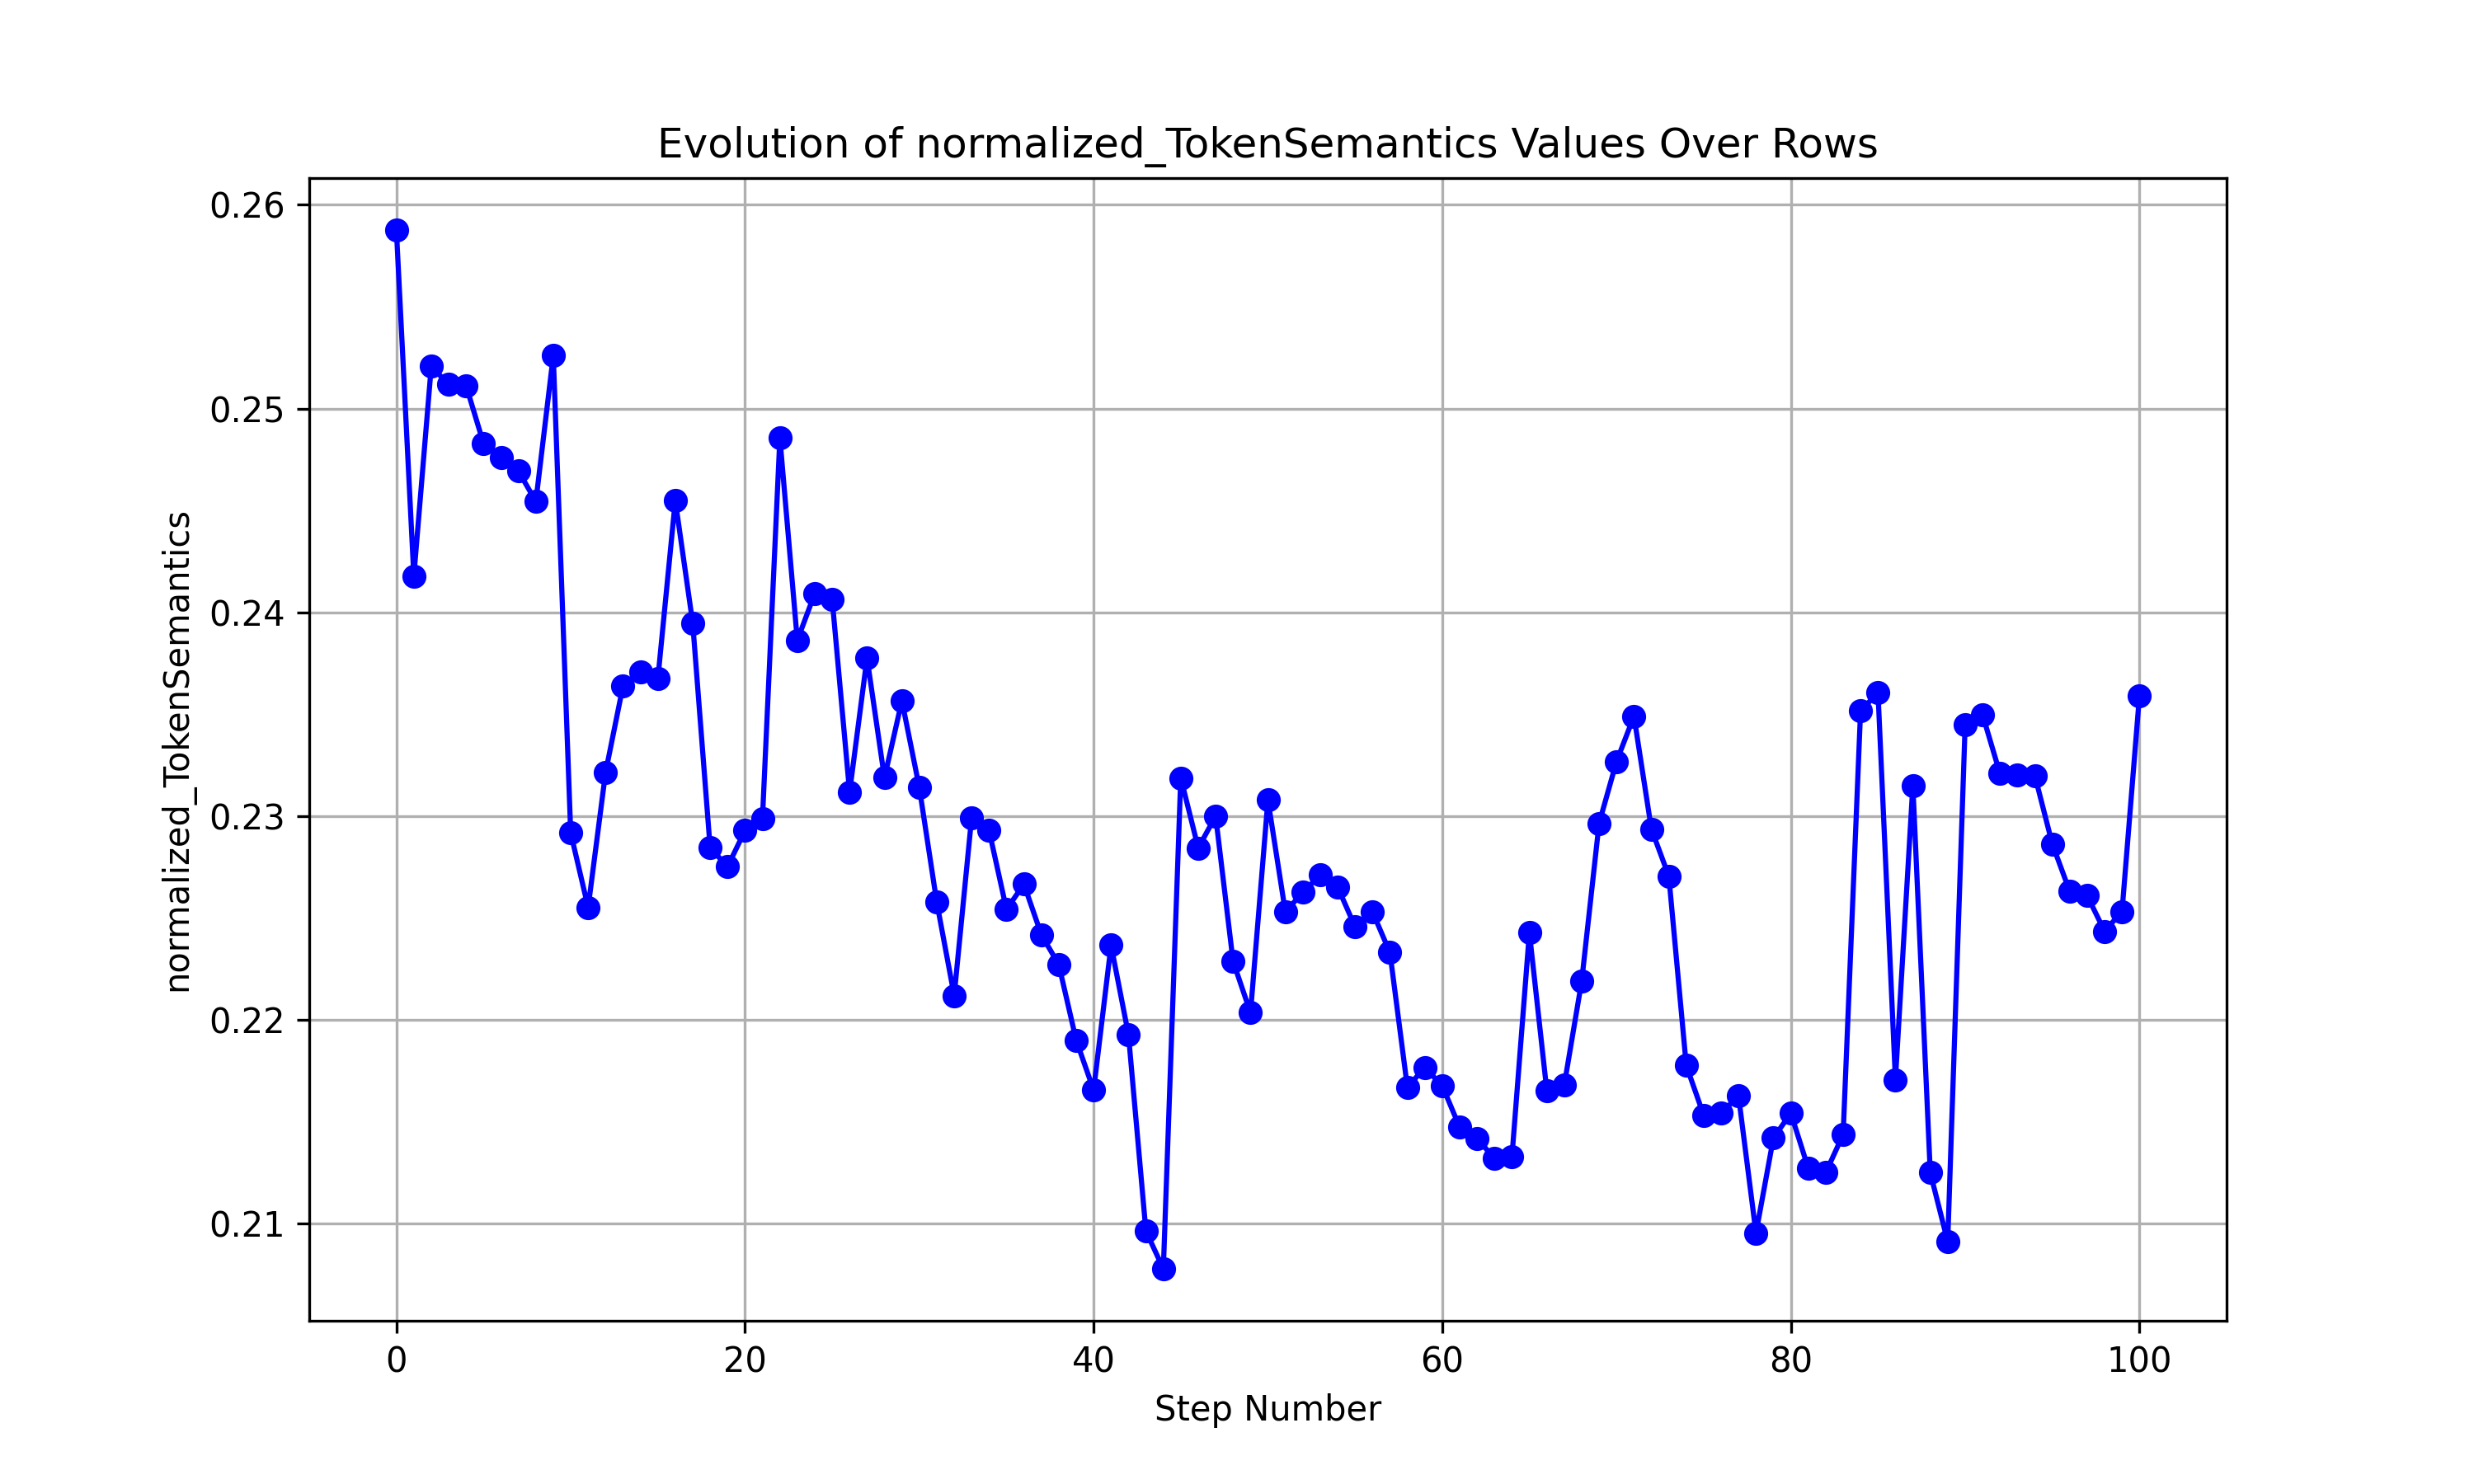 Evolution of normalized_TokenSemantics Values Over Rows
normalized_TokenSemantics
0.26
0.25
0.24
0.23
0.22
0.21
0 20 40 60 80 100
Step Number